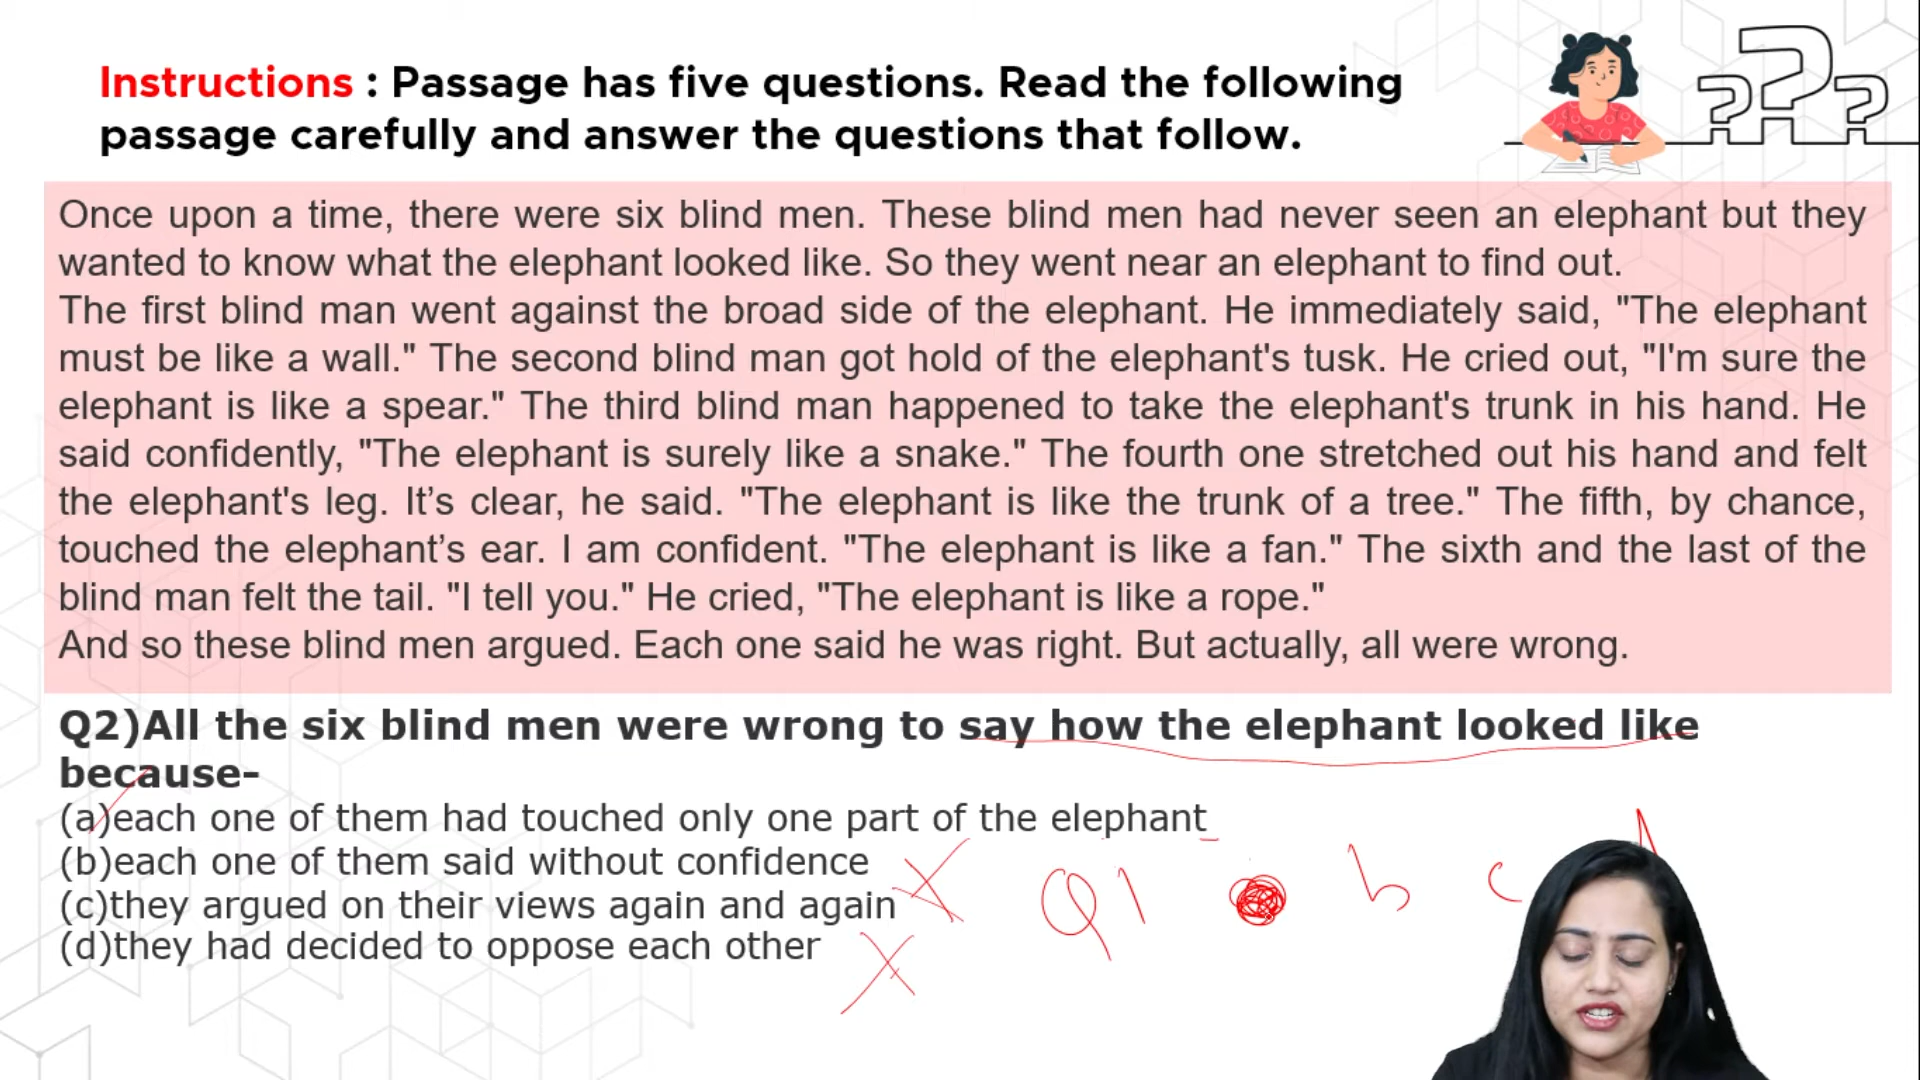 Instructions : Passage has five questions. Read the following
passage carefully and answer the questions that follow.
???
Once upon a time, there were six blind men. These blind men had never seen an elephant but they
wanted to know what the elephant looked like. So they went near an elephant to find out.
The first blind man went against the broad side of the elephant. He immediately said, "The elephant
must be like a wall." The second blind man got hold of the elephant's tusk. He cried out, "I'm sure the
elephant is like a spear." The third blind man happened to take the elephant's trunk in his hand. He
said confidently, "The elephant is surely like a snake." The fourth one stretched out his hand and felt
the elephant's leg. It’s clear, he said. "The elephant is like the trunk of a tree." The fifth, by chance,
touched the elephant’s ear. I am confident. "The elephant is like a fan." The sixth and the last of the
blind man felt the tail. "I tell you." He cried, "The elephant is like a rope."
And so these blind men argued. Each one said he was right. But actually, all were wrong.
Q2)All the six blind men were wrong to say how the elephant looked like
because-
(a)each one of them had touched only one part of the elephant
(b)each one of them said without confidence
(c)they argued on their views again and again
(d)they had decided to oppose each other
Q1 b c